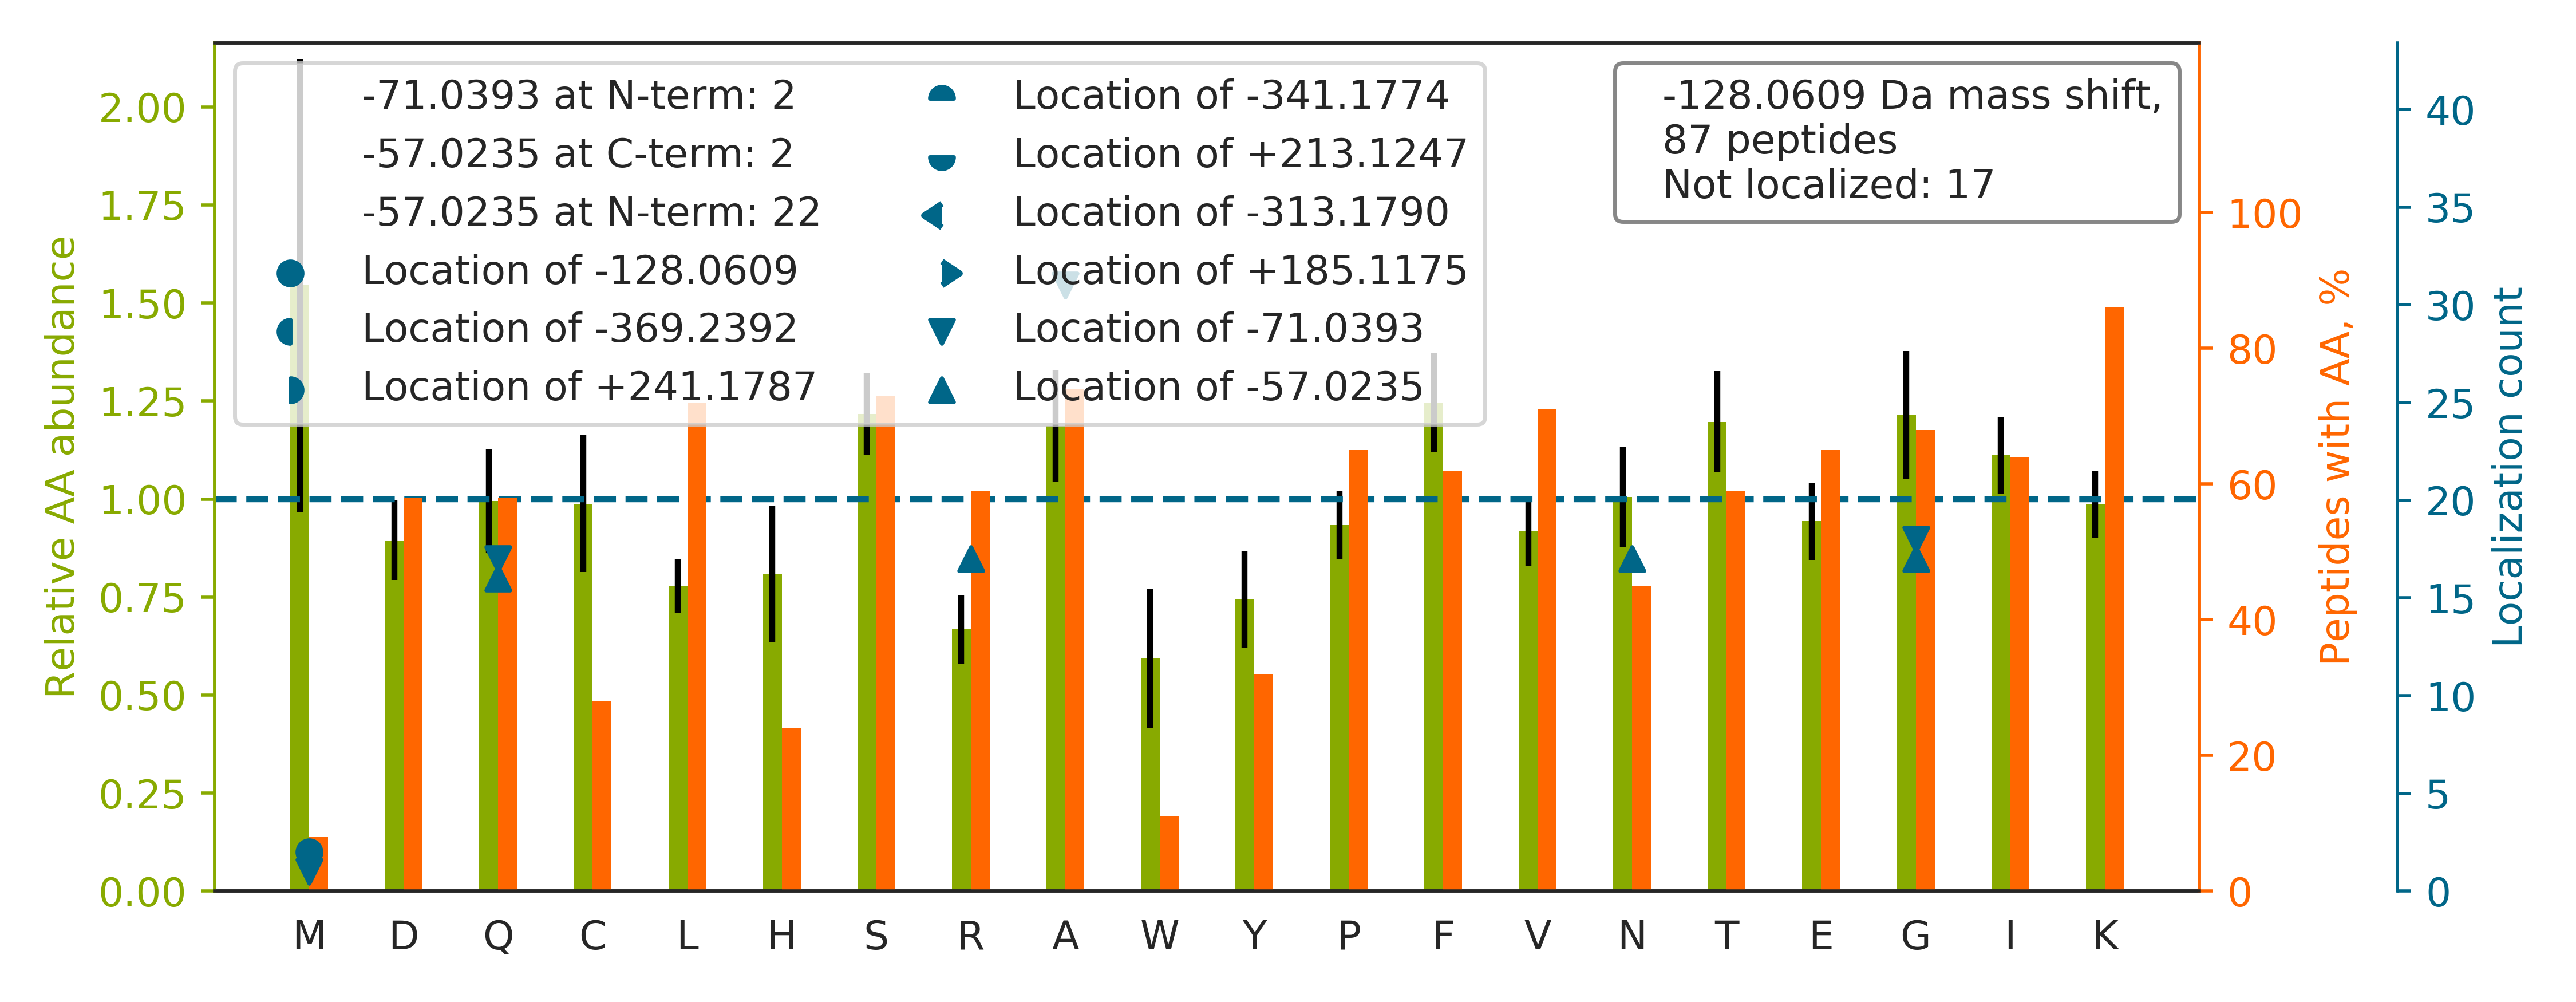 -71.0393 at N-term: 2
-57.0235 at C-term: 2
-57.0235 at N-term: 22
Location of -128.0609
Location of -369.2392
Location of +241.1787
Location of -341.1774
Location of +213.1247
Location of -313.1790
Location of +185.1175
Location of -71.0393
Location of -57.0235
-128.0609 Da mass shift,
87 peptides
Not localized: 17
Relative AA abundance
2.00
1.75
1.50
1.25
1.00
0.75
0.50
0.25
0.00
M D Q C L H S R A W Y P F V N T E G I K
100
80
60
40
20
0
Peptides with AA, %
40
35
30
25
20
15
10
5
0
Localization count